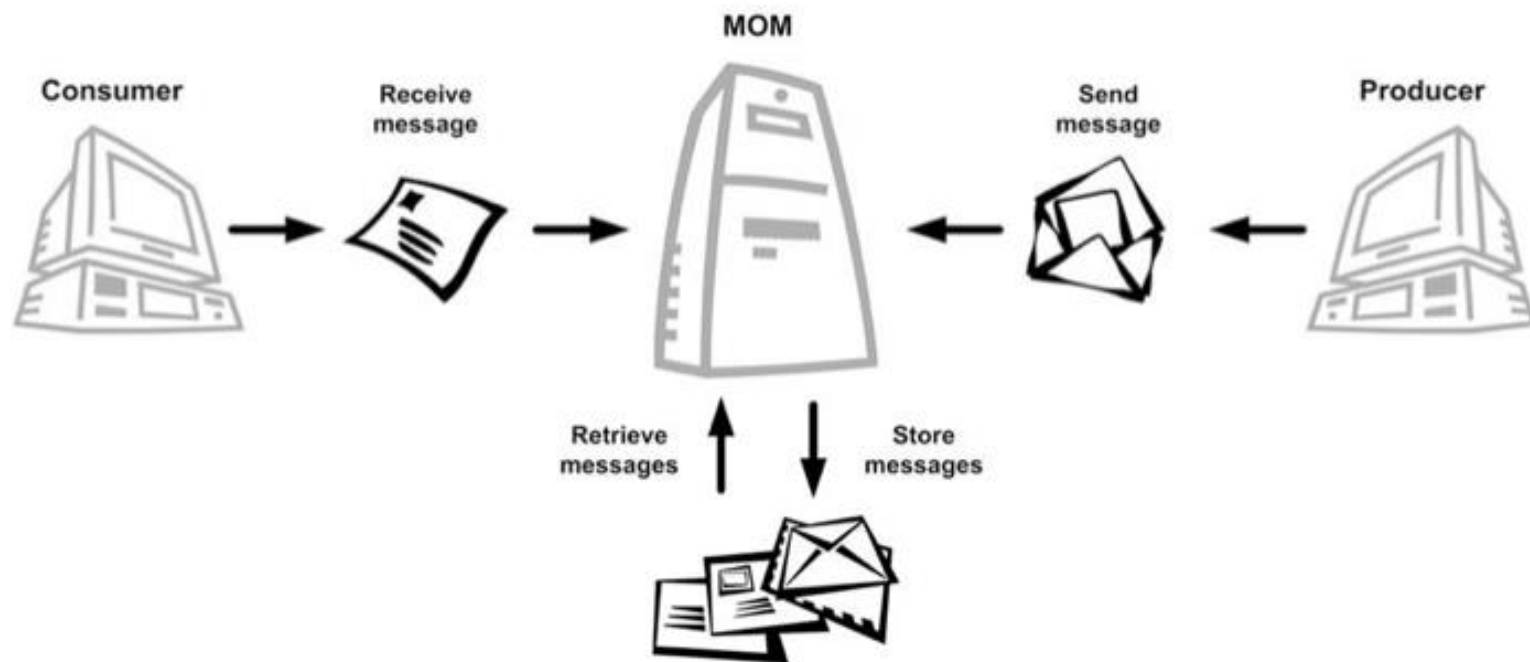 MOM
Consumer
Receive
message
Send
message
Producer
Retrieve
messages
Store
messages